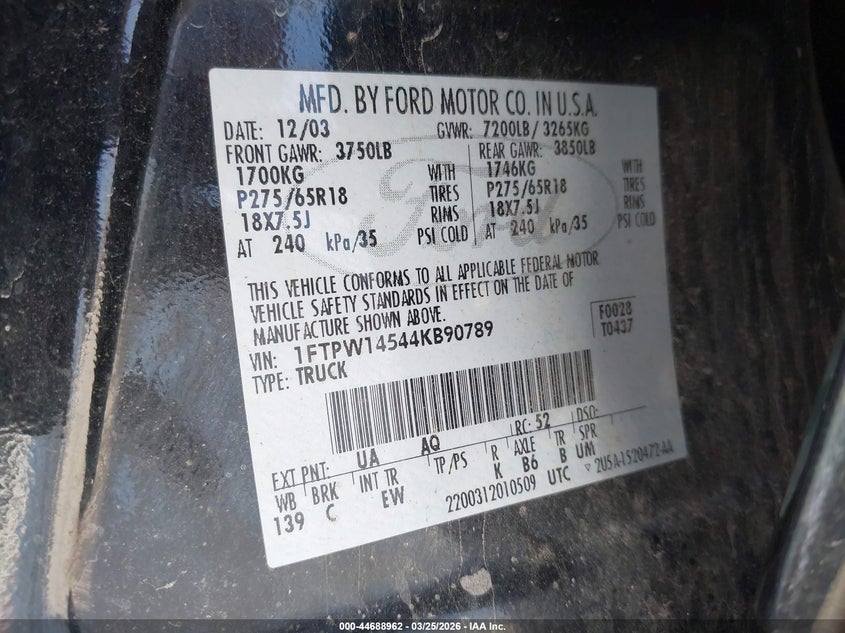 MFD. BY FORD MOTOR CO. IN U.S.A.
DATE: 12/03 GVWR: 7200LB/ 3265KG
FRONT GAWR: 3750LB REAR GAWR: 3850LB
1700KG WITH 1746KG WITH
P275/65R18 TIRES P275/65R18 TIRES
18X7.5J RIMS 18X7.5J RIMS
AT 240 kPa/35 PSI COLD AT 240 kPa/35 PSI COLD
Ford
THIS VEHICLE CONFORMS TO ALL APPLICABLE FEDERAL MOTOR
VEHICLE SAFETY STANDARDS IN EFFECT ON THE DATE OF
MANUFACTURE SHOWN ABOVE.
F0028
T0437
VIN: 1FTPW14544KB90789
TYPE: TRUCK
EXT PNT: UA AQ RC: 52 DSO:
WB BRK INT TR TP/PS R AXLE TR SPR
139 C EW K B6 B UM
2200312010509 UTC ▽ 2U5A-1520472-AA
000-44688962 - 03/25/2026 - IAA Inc.